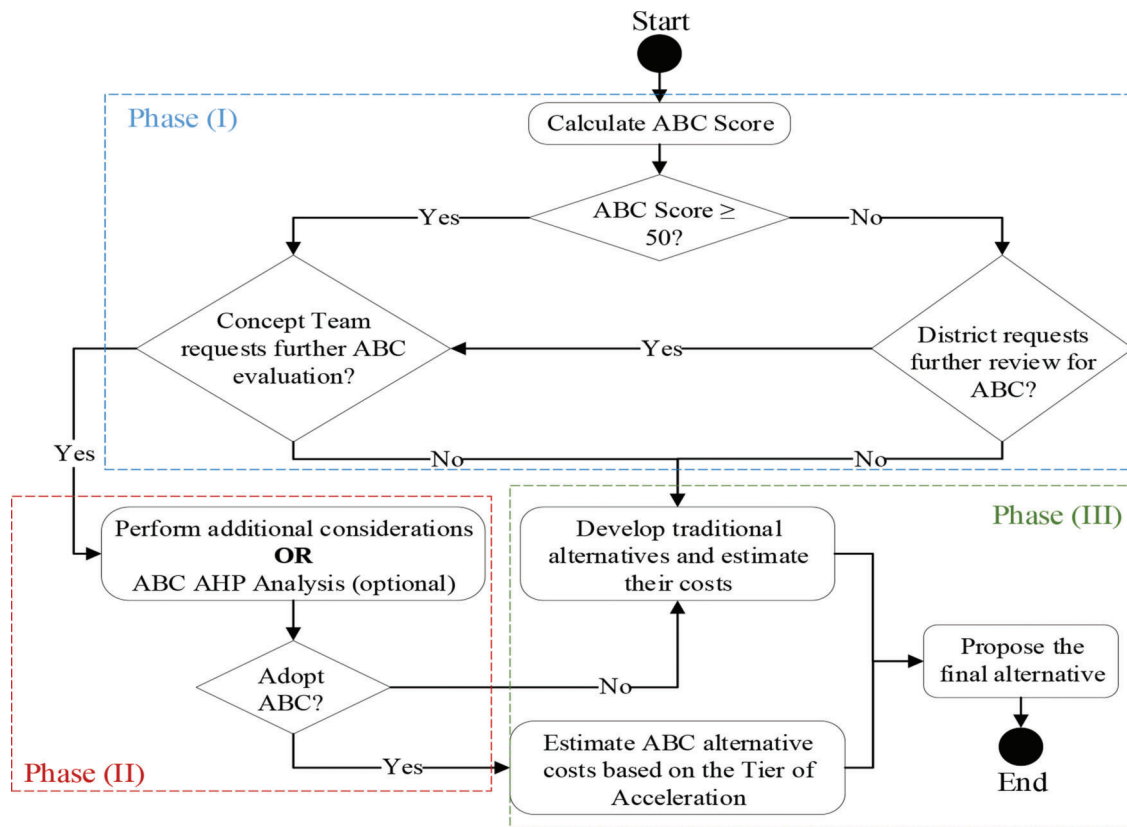 Start
Phase (I)
Calculate ABC Score
ABC Score ≥
50?
Yes
No
Concept Team
requests further ABC
evaluation?
Yes
District requests
further review for
ABC?
Yes
No
No
Phase (III)
Perform additional considerations
OR
ABC AHP Analysis (optional)
Develop traditional
alternatives and estimate
their costs
Propose the
final alternative
Adopt
ABC?
No
Yes
Estimate ABC alternative
costs based on the Tier of
Acceleration
Phase (II)
End